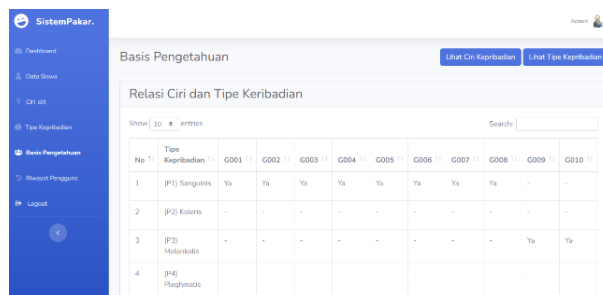 SistemPakar.
Admin
Dashboard
Data Siswa
Ciri ciri
Tipe Kepribadian
Basis Pengetahuan
Riwayat Pengguna
Logout
Basis Pengetahuan
Lihat Ciri Kepribadian Lihat Tipe Kepribadian
Relasi Ciri dan Tipe Keribadian
Show 10 entries Search:
No Tipe Kepribadian G001 G002 G003 G004 G005 G006 G007 G008 G009 G010
1 (P1) Sanguinis Ya Ya Ya Ya Ya Ya Ya Ya - -
2 (P2) Koleris - - - - - - - - - -
3 (P3) Melankolis - - - - - - - - Ya Ya
4 (P4) Pleghmatis - - - - - - - - - -